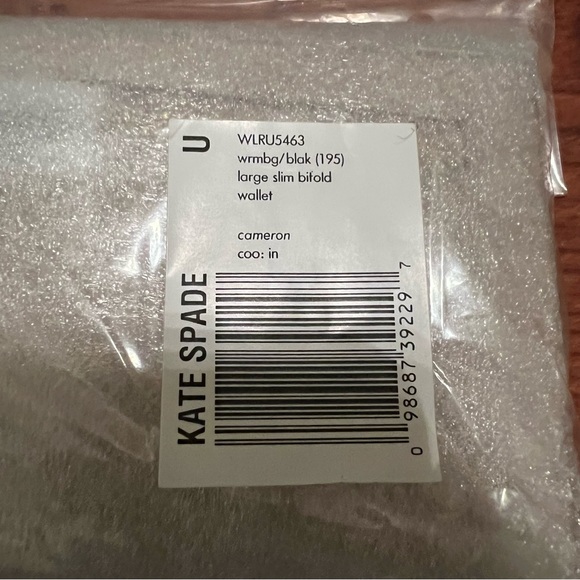 U
WLRU5463
wrmbg/blak (195)
large slim bifold
wallet
cameron
coo: in
KATE SPADE
0 98687 39229 7